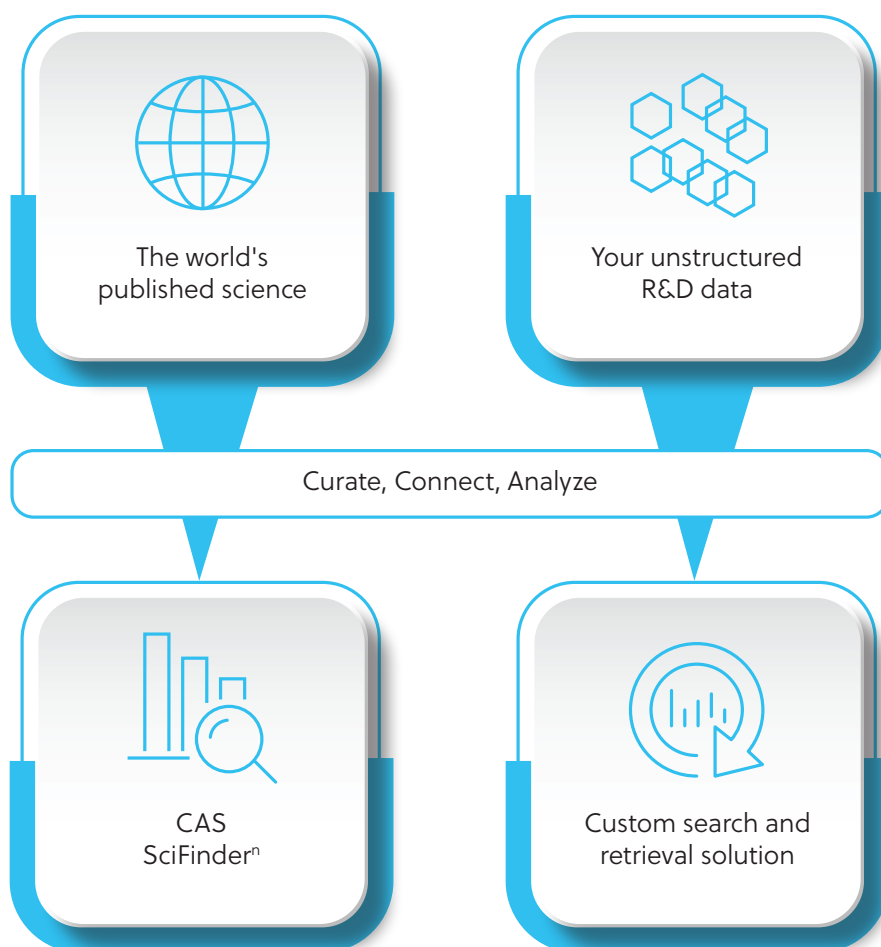 The world's
published science
Your unstructured
R&D data
Curate, Connect, Analyze
CAS
SciFinderⁿ
Custom search and
retrieval solution